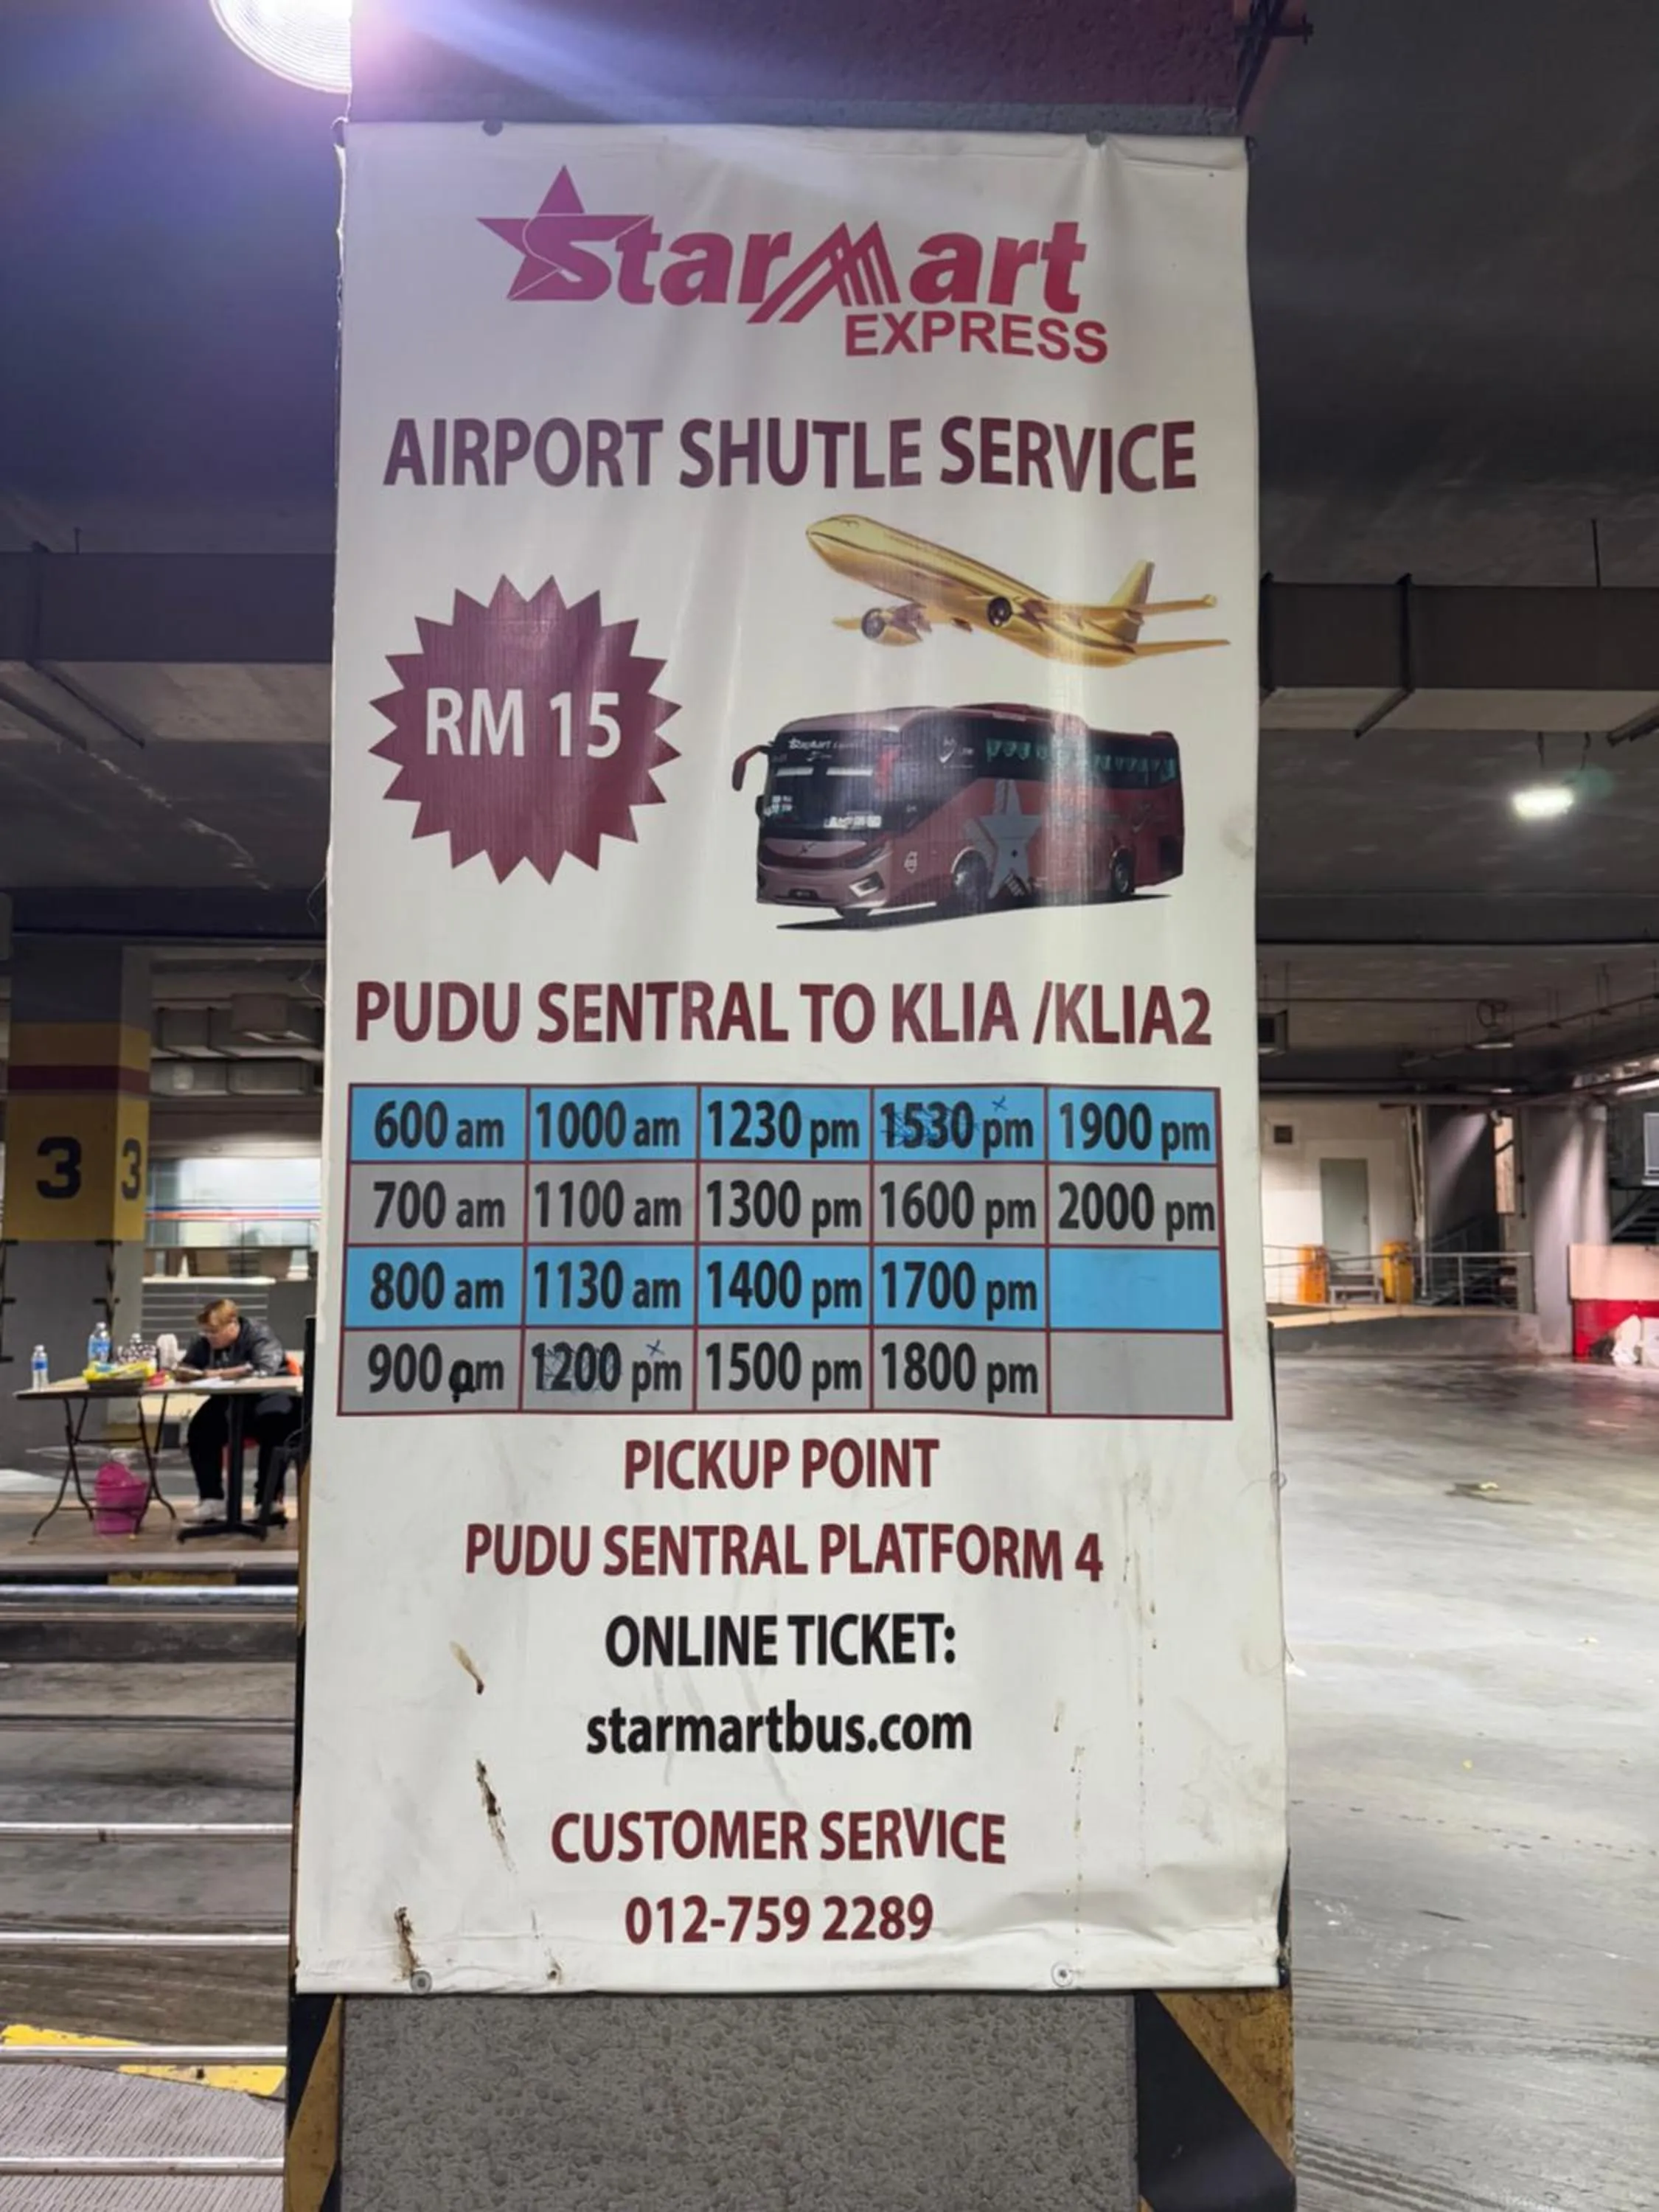 StarMart
EXPRESS
AIRPORT SHUTLE SERVICE
RM 15
PUDU SENTRAL TO KLIA /KLIA2
600 am 1000 am 1230 pm 1530 pm 1900 pm
700 am 1100 am 1300 pm 1600 pm 2000 pm
800 am 1130 am 1400 pm 1700 pm
900 pm 1200 pm 1500 pm 1800 pm
PICKUP POINT
PUDU SENTRAL PLATFORM 4
ONLINE TICKET:
starmartbus.com
CUSTOMER SERVICE
012-759 2289
3 3